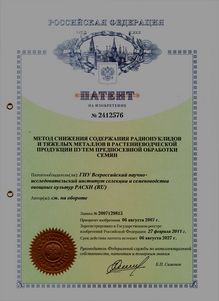 РОССИЙСКАЯ ФЕДЕРАЦИЯ
ПАТЕНТ
НА ИЗОБРЕТЕНИЕ
№ 2412576
МЕТОД СНИЖЕНИЯ СОДЕРЖАНИЯ РАДИОНУКЛИДОВ
И ТЯЖЕЛЫХ МЕТАЛЛОВ В РАСТЕНИЕВОДЧЕСКОЙ
ПРОДУКЦИИ ПУТЕМ ПРЕДПОСЕВНОЙ ОБРАБОТКИ
СЕМЯН
Патентообладатель(ли): ГНУ Всероссийский научно-
исследовательский институт селекции и семеноводства
овощных культур РАСХН (RU)
Автор(ы): см. на обороте
Заявка № 2007129813
Приоритет изобретения 06 августа 2007 г.
Зарегистрировано в Государственном реестре
изобретений Российской Федерации 27 февраля 2011 г.
Срок действия патента истекает 06 августа 2027 г.
Руководитель Федеральной службы по интеллектуальной
собственности, патентам и товарным знакам
Б.П. Симонов